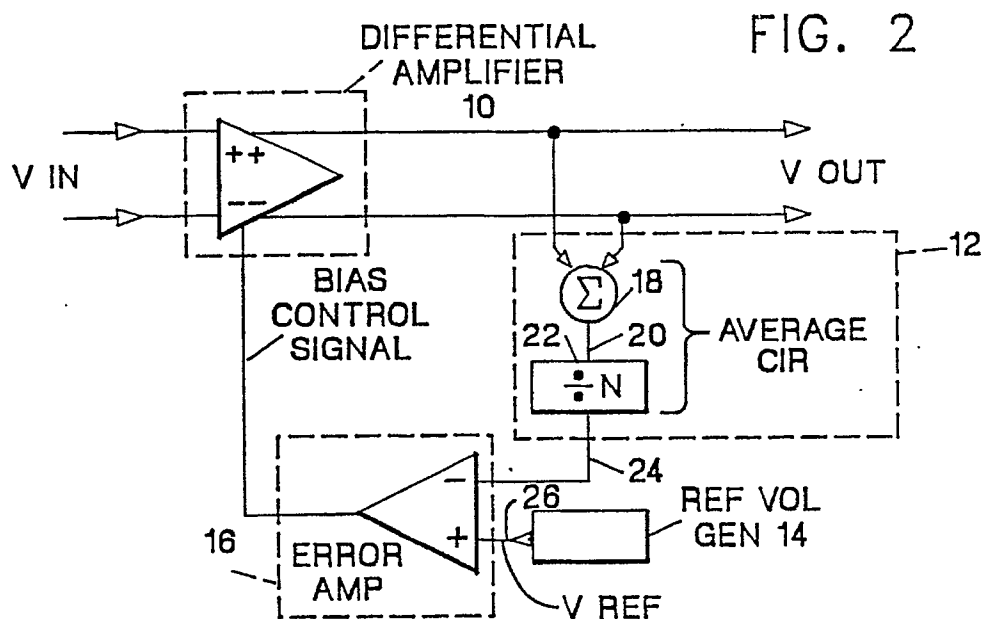 FIG. 2
DIFFERENTIAL
AMPLIFIER
10
V IN
++
--
V OUT
12
BIAS
CONTROL
SIGNAL
Σ
18
20
22
÷ N
AVERAGE
CIR
24
-
+
26
REF VOL
GEN 14
16
ERROR
AMP
V REF